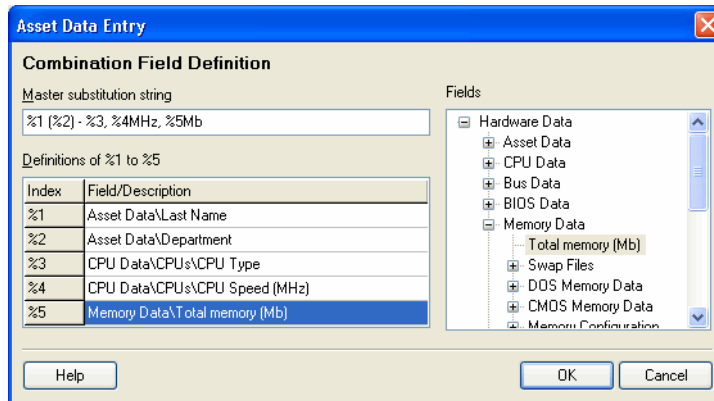 Asset Data Entry
Combination Field Definition
Master substitution string
%1 (%2) - %3, %4MHz, %5Mb
Definitions of %1 to %5
Index Field/Description
%1 Asset Data\Last Name
%2 Asset Data\Department
%3 CPU Data\CPUs\CPU Type
%4 CPU Data\CPUs\CPU Speed (MHz)
%5 Memory Data\Total memory (Mb)
Fields
Hardware Data
Asset Data
CPU Data
Bus Data
BIOS Data
Memory Data
Total memory (Mb)
Swap Files
DOS Memory Data
CMOS Memory Data
Memory Configuration
Help
OK
Cancel